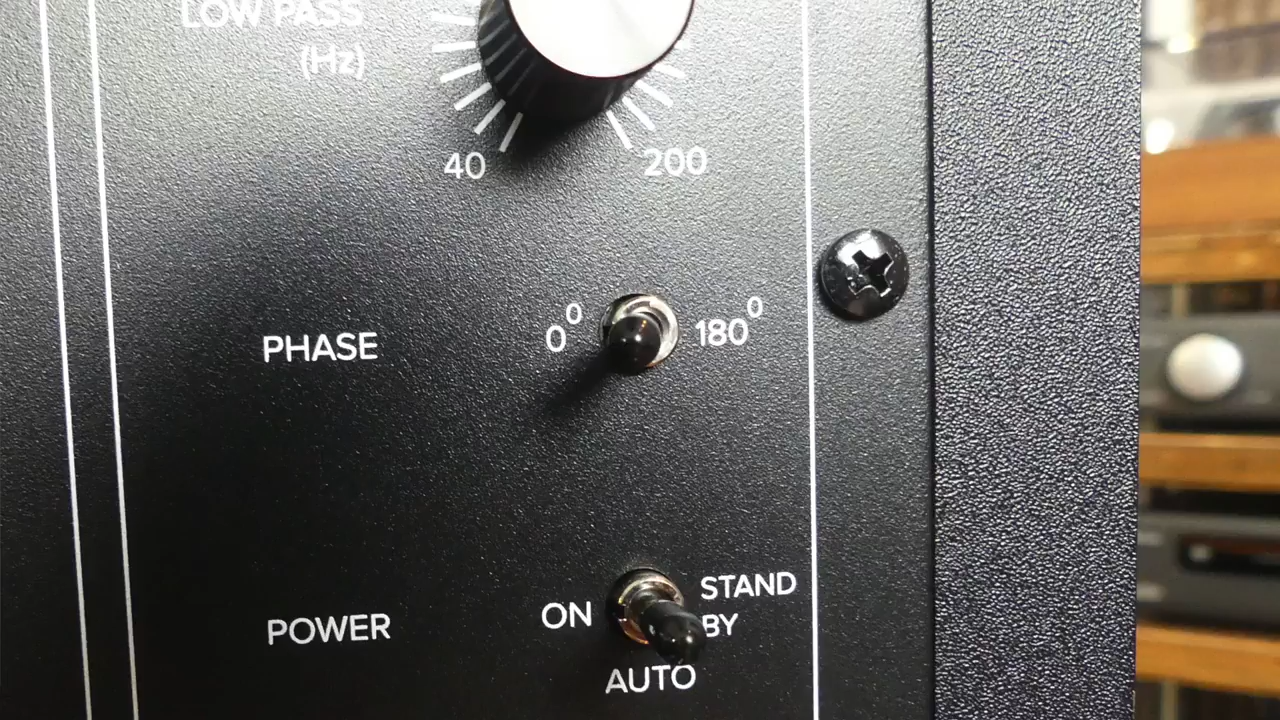 LOW PASS
(Hz)
40 200
PHASE 0⁰ 180⁰
POWER ON STAND
BY
AUTO